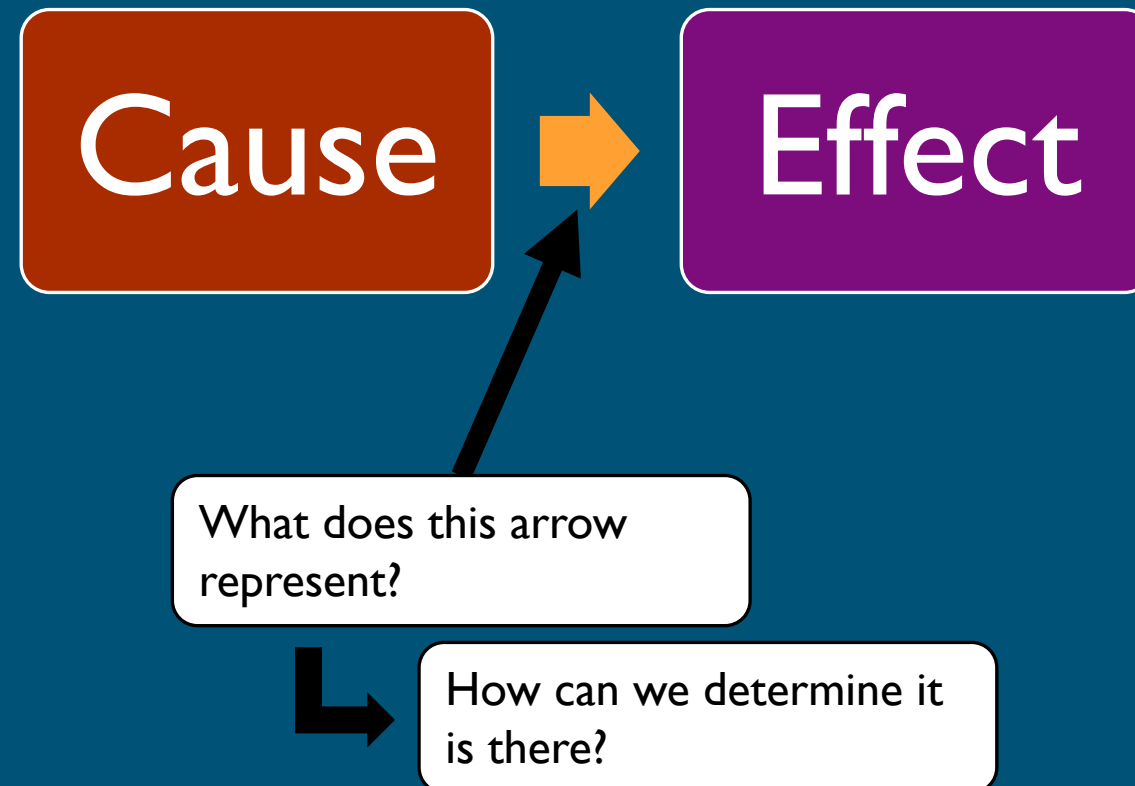 Cause
Effect
What does this arrow
represent?
How can we determine it
is there?